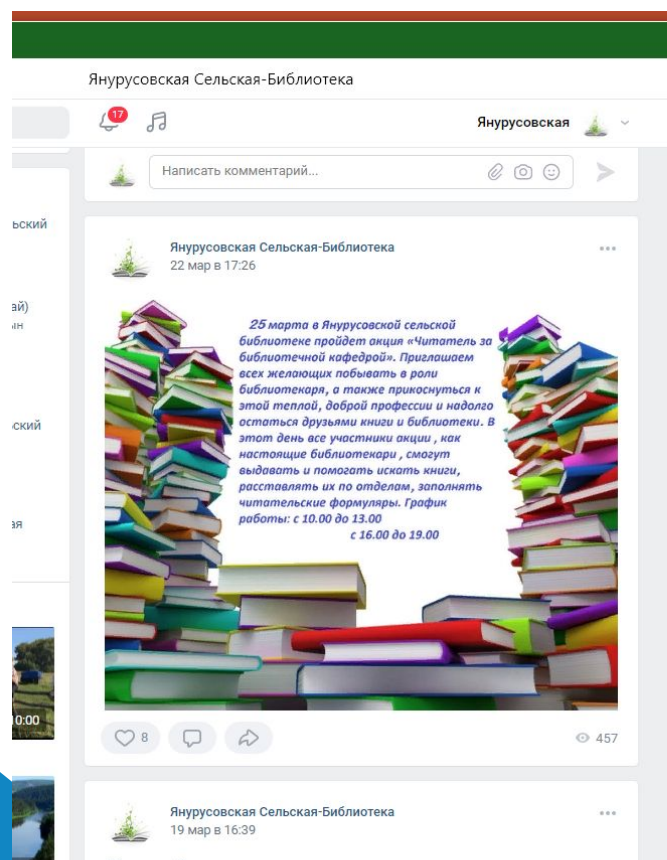 Янурусовская Сельская-Библиотека
17
Янурусовская
Написать комментарий...
ьский
ай)
ын
ский
ая
0:00
Янурусовская Сельская-Библиотека
22 мар в 17:26
25 марта в Янурусовской сельской
библиотеке пройдет акция «Читатель за
библиотечной кафедрой». Приглашаем
всех желающих побывать в роли
библиотекаря, а также прикоснуться к
этой теплой, доброй профессии и надолго
остаться друзьями книги и библиотеки. В
этот день все участники акции , как
настоящие библиотекари , смогут
выдавать и помогать искать книги,
расставлять их по отделам, заполнять
читательские формуляры. График
работы: с 10.00 до 13.00
с 16.00 до 19.00
8
457
Янурусовская Сельская-Библиотека
19 мар в 16:39